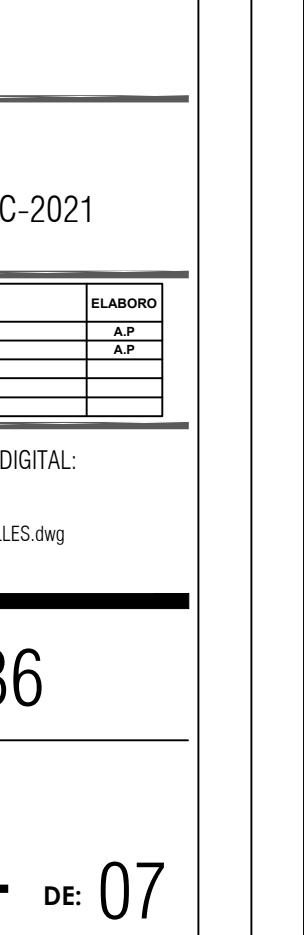 C-2021
ELABORO
A.P
A.P
DIGITAL:
LES.dwg
36
DE: 07